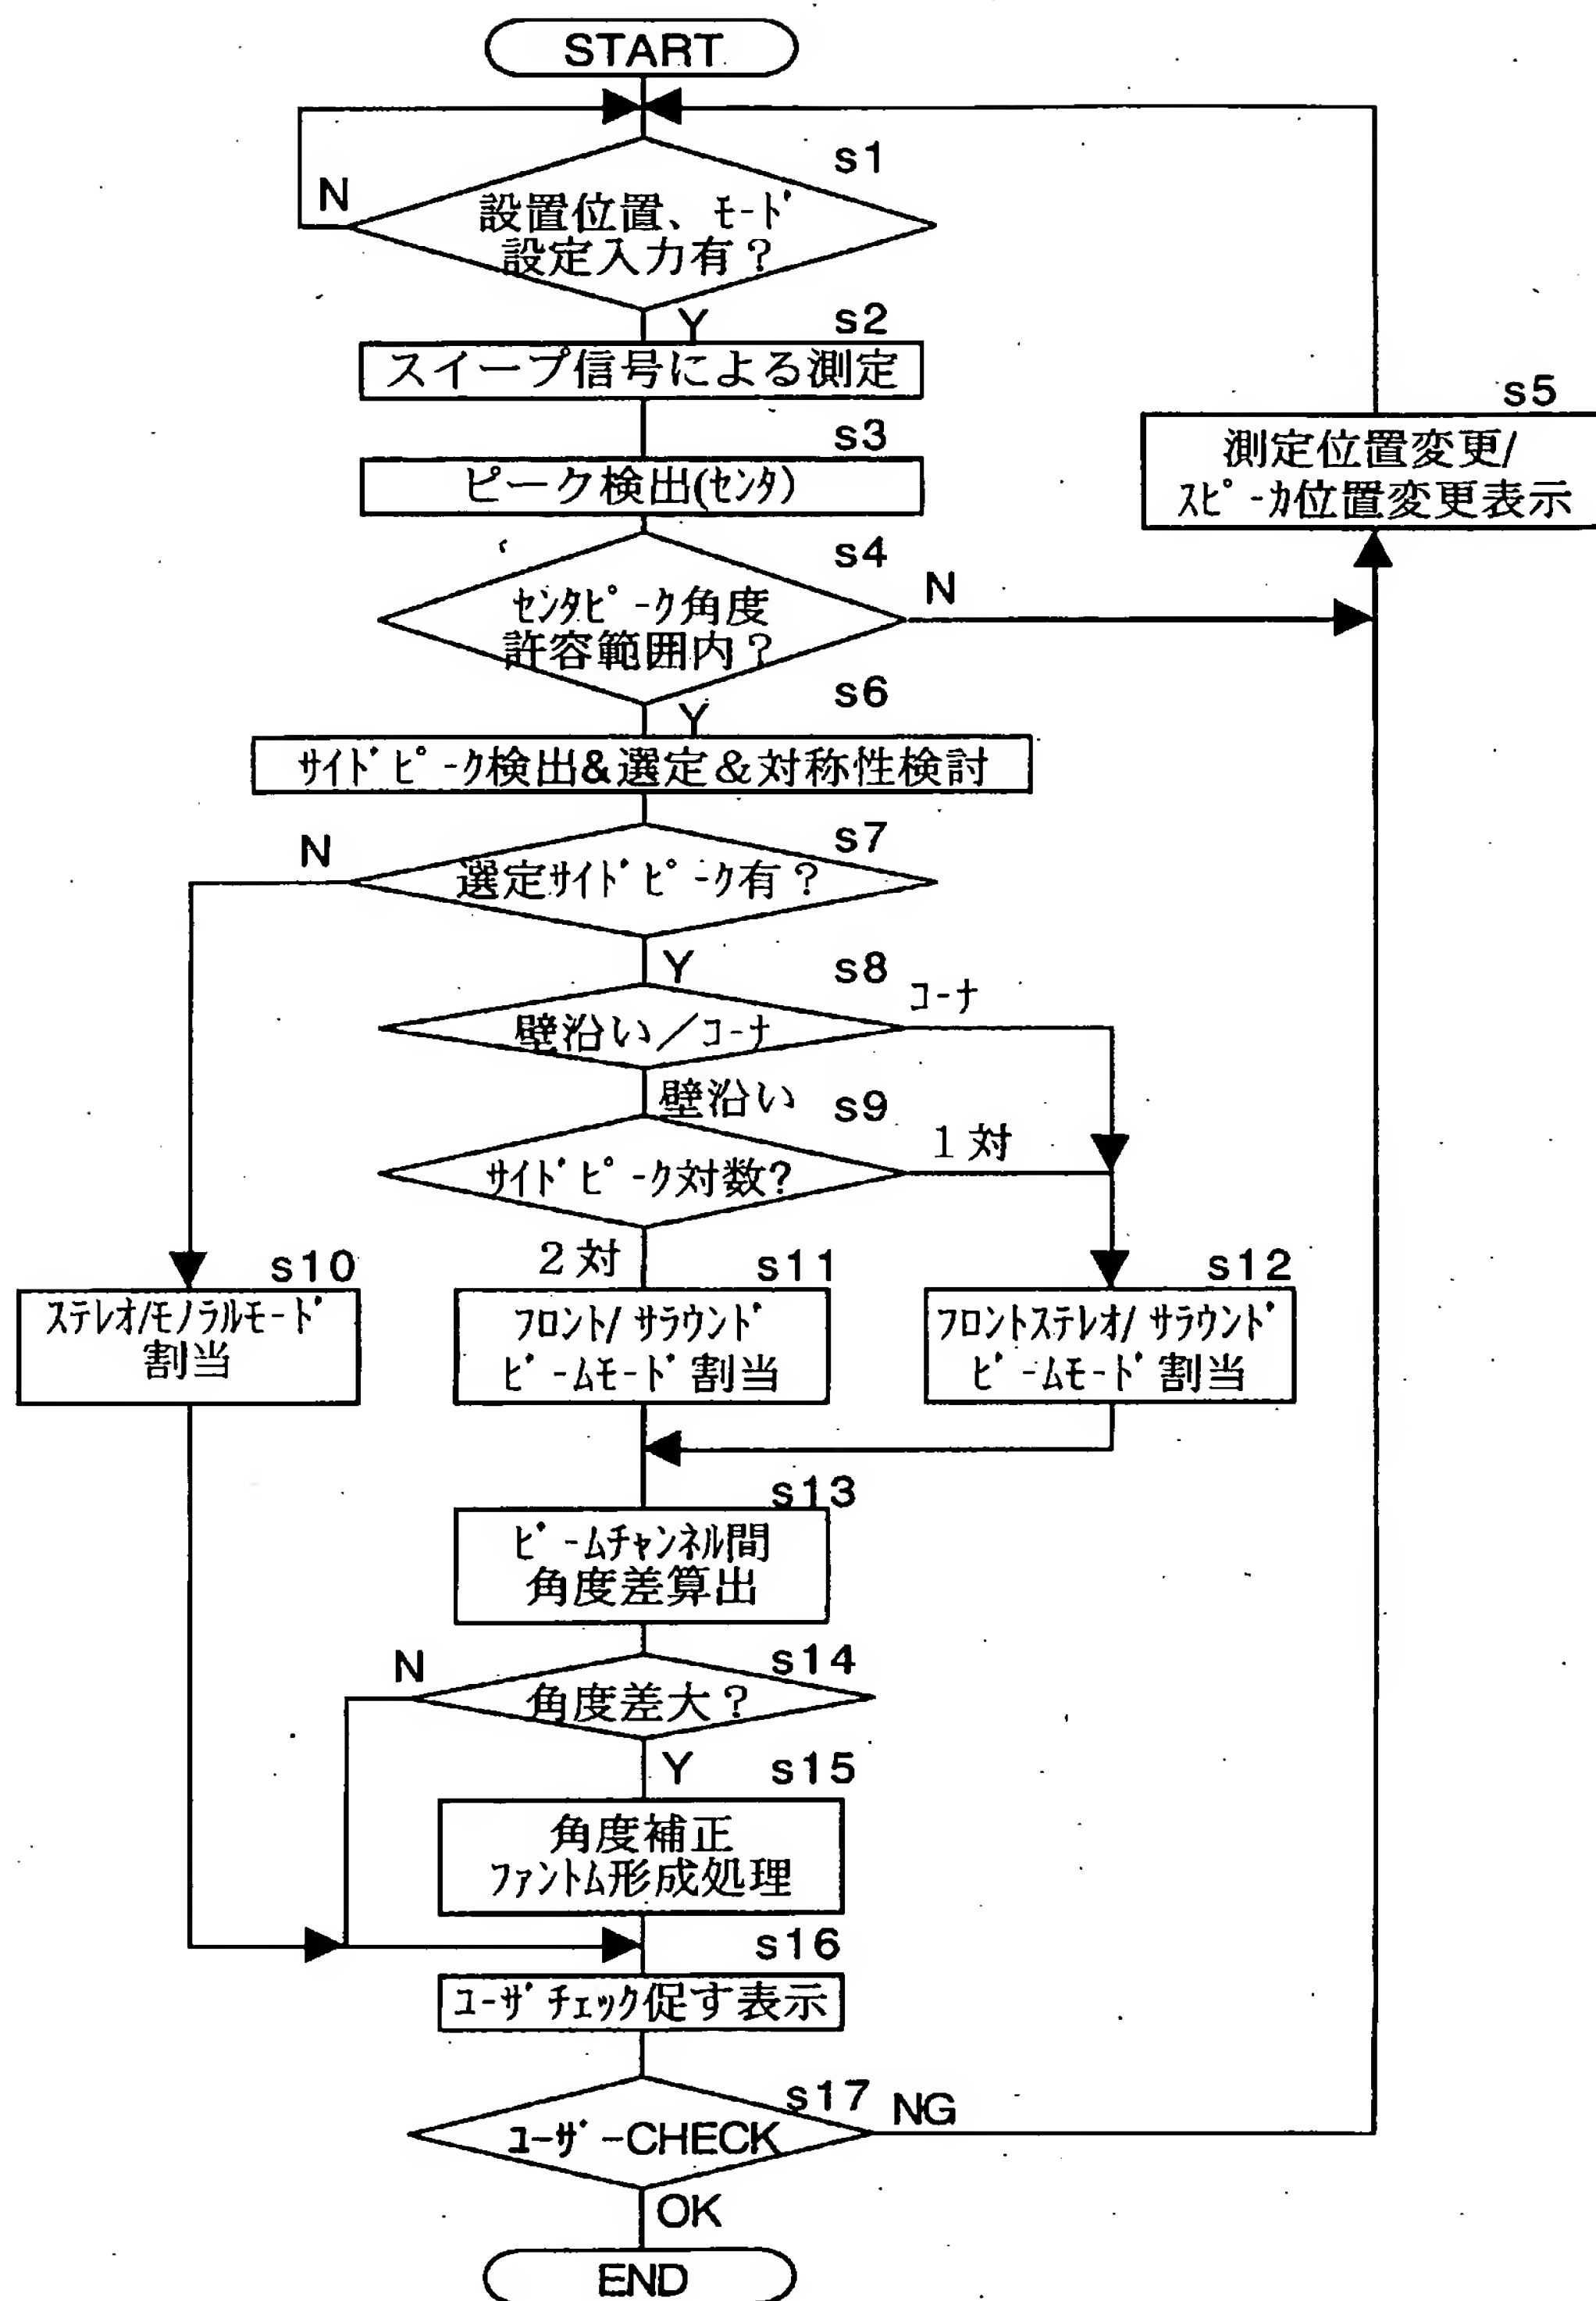 START
s1
N
設置位置、ﾓｰﾄﾞ
設定入力有？
Y
s2
スイープ信号による測定
s3
ピーク検出(ｾﾝﾀ)
s5
測定位置変更/
ｽﾋﾟｰｶ位置変更表示
s4
N
ｾﾝﾀﾋﾟｰｸ角度
許容範囲内？
Y
s6
ｻｲﾄﾞﾋﾟｰｸ検出&選定＆対称性検討
s7
N
選定ｻｲﾄﾞﾋﾟｰｸ有？
Y
s8
ｺｰﾅ
壁沿い／ｺｰﾅ
壁沿い
s9
１対
ｻｲﾄﾞﾋﾟｰｸ対数?
２対
s10
ｽﾃﾚｵ/ﾓﾉﾗﾙﾓｰﾄﾞ
割当
s11
ﾌﾛﾝﾄ/ ｻﾗｳﾝﾄﾞ
ﾋﾞｰﾑﾓｰﾄﾞ割当
s12
ﾌﾛﾝﾄｽﾃﾚｵ/ ｻﾗｳﾝﾄﾞ
ﾋﾞｰﾑﾓｰﾄﾞ割当
s13
ﾋﾞｰﾑﾁｬﾝﾈﾙ間
角度差算出
s14
N
角度差大？
Y
s15
角度補正
ﾌｧﾝﾄﾑ形成処理
s16
ﾕｰｻﾞﾁｪｯｸ促す表示
s17
NG
ﾕｰｻﾞｰCHECK
OK
END